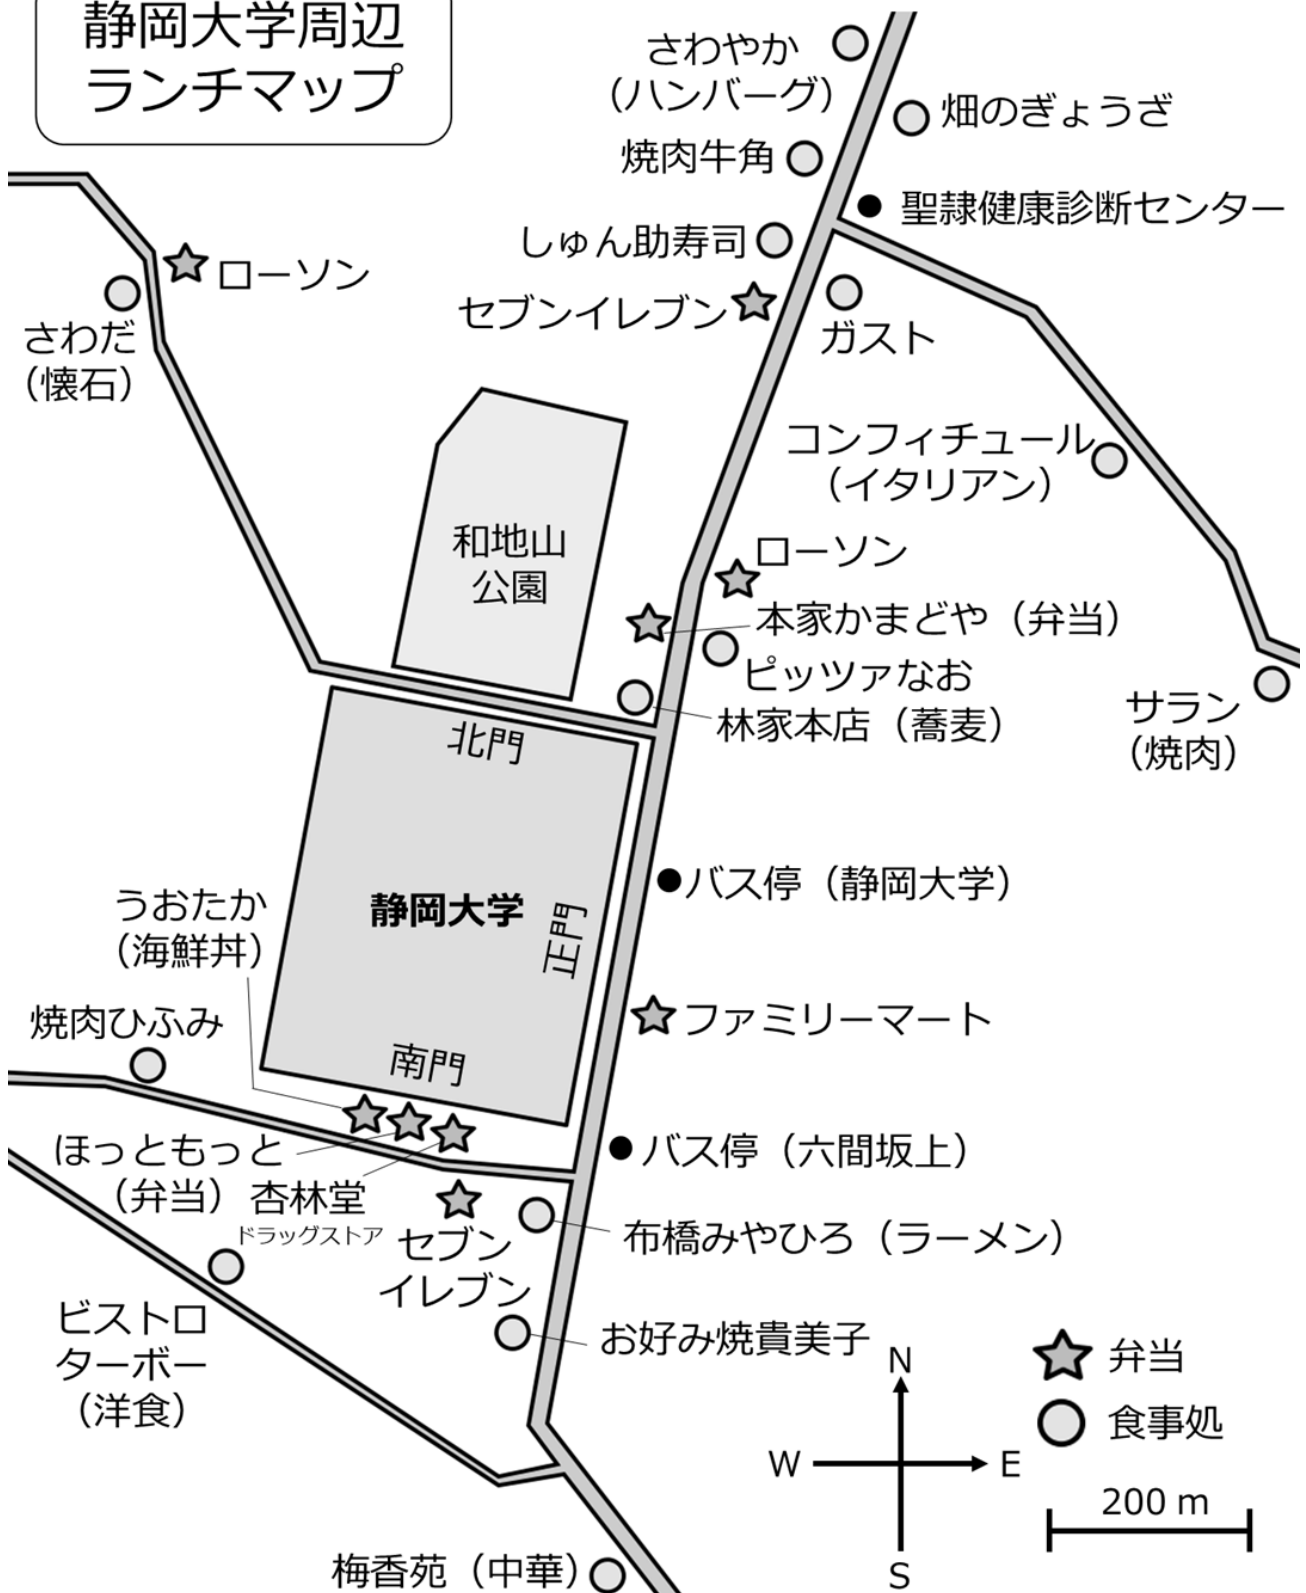 静岡大学周辺
ランチマップ
さわやか
（ハンバーグ）
畑のぎょうざ
焼肉牛角
聖隷健康診断センター
しゅん助寿司
ローソン
セブンイレブン
ガスト
さわだ
（懐石）
コンフィチュール
（イタリアン）
和地山
公園
ローソン
本家かまどや（弁当）
ピッツァなお
林家本店（蕎麦）
サラン
（焼肉）
北門
静岡大学
正門
バス停（静岡大学）
うおたか
（海鮮丼）
焼肉ひふみ
ファミリーマート
南門
ほっともっと
（弁当）
杏林堂
ドラッグストア
バス停（六間坂上）
セブン
イレブン
布橋みやひろ（ラーメン）
ビストロ
ターボー
（洋食）
お好み焼貴美子
N
W
E
S
弁当
食事処
200 m
梅香苑（中華）